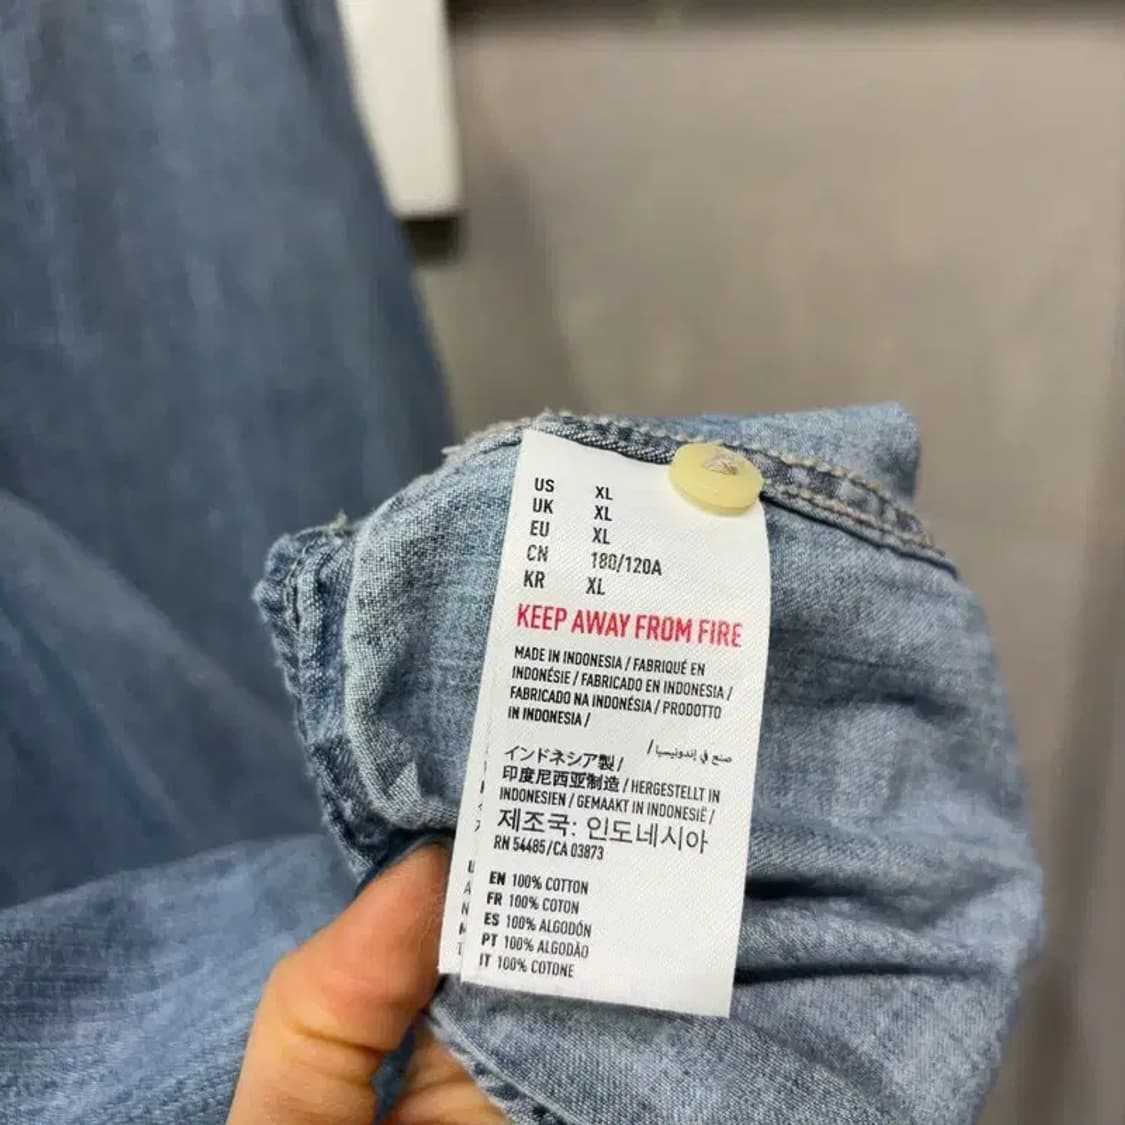 US XL
UK XL
EU XL
CN 180/120A
KR XL
KEEP AWAY FROM FIRE
MADE IN INDONESIA / FABRIQUÉ EN
INDONÉSIE / FABRICADO EN INDONESIA /
FABRICADO NA INDONÉSIA / PRODOTTO
IN INDONESIA /
صنع في إندونيسيا /
インドネシア製 /
印度尼西亚制造 / HERGESTELLT IN
INDONESIEN / GEMAAKT IN INDONESIË /
제조국: 인도네시아
RN 54485/CA 03873
EN 100% COTTON
FR 100% COTON
ES 100% ALGODÓN
PT 100% ALGODÃO
IT 100% COTONE